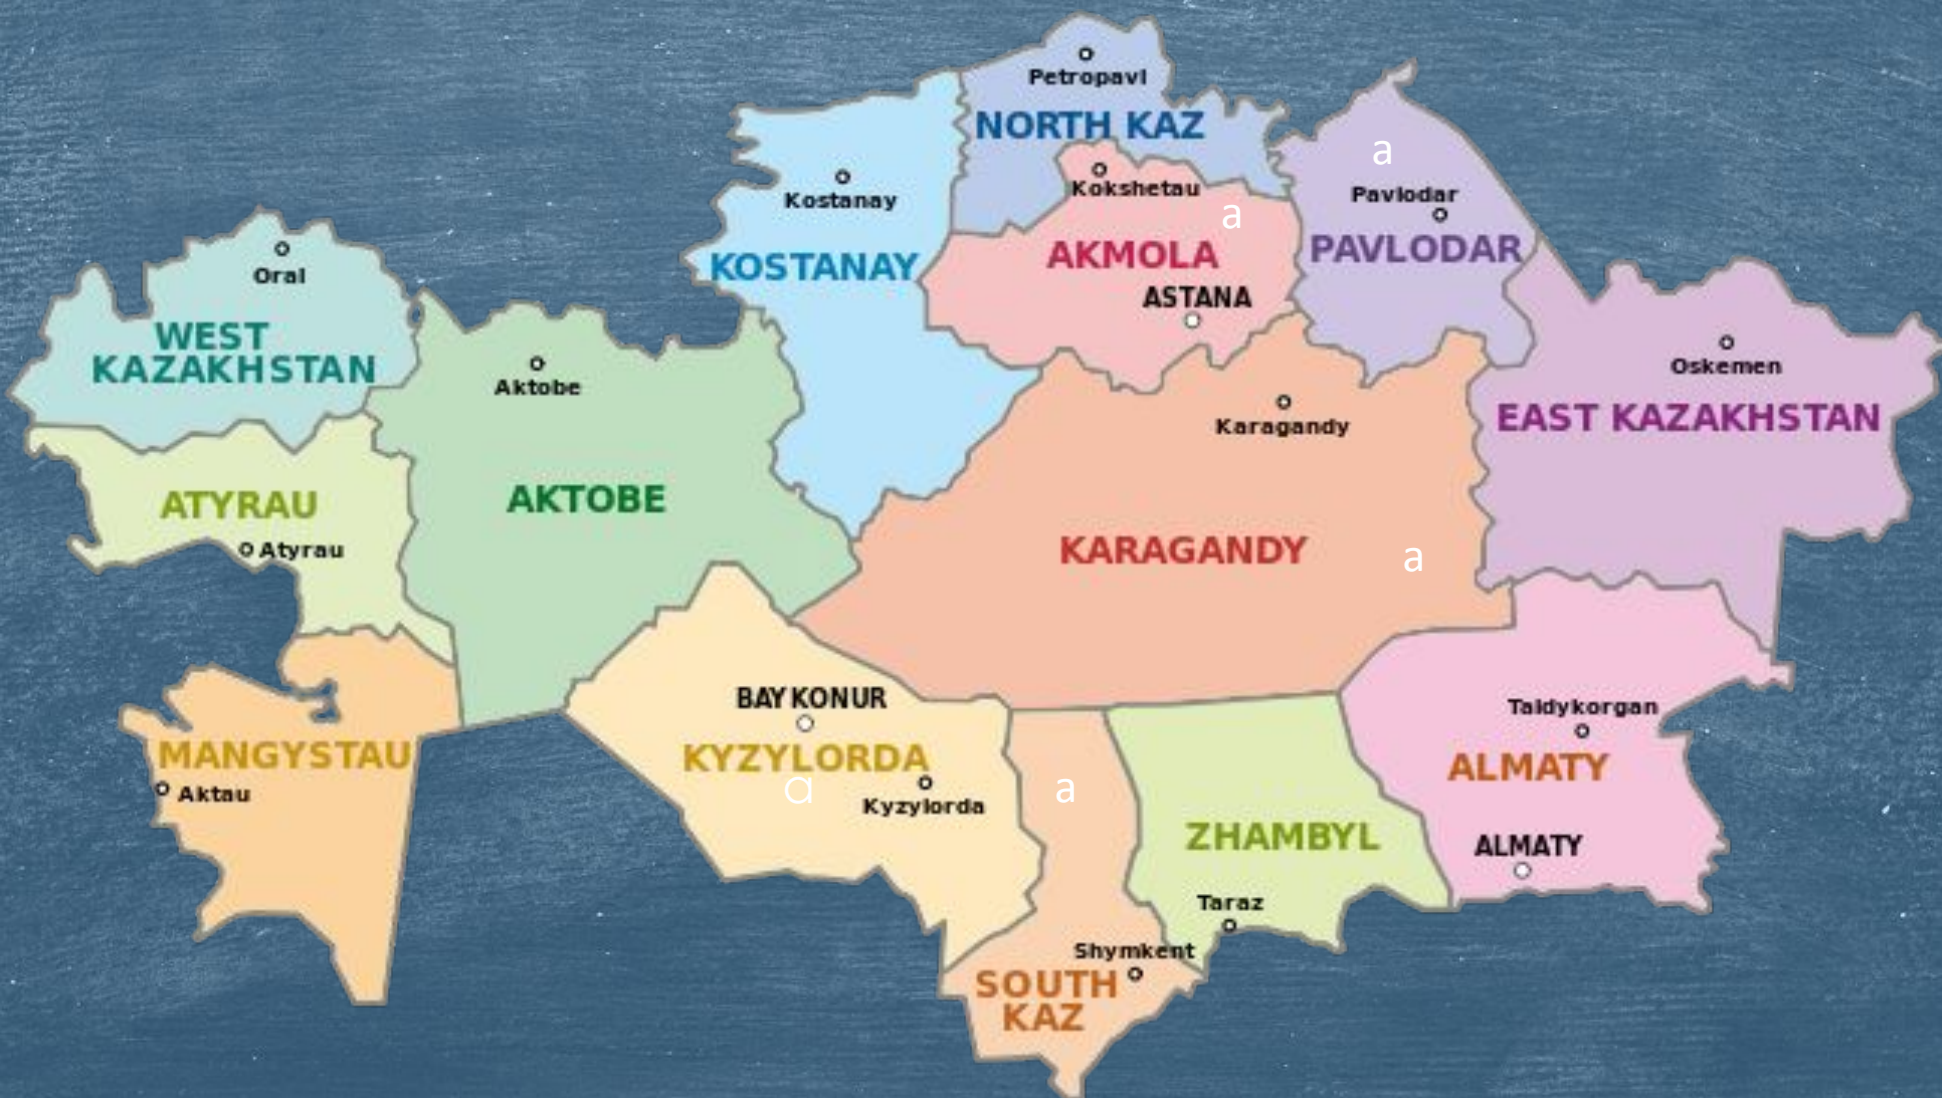 Petropavl
NORTH KAZ
a
Kokshetau
Pavlodar
Kostanay
a
PAVLODAR
AKMOLA
KOSTANAY
Oral
ASTANA
WEST
KAZAKHSTAN
Oskemen
Aktobe
EAST KAZAKHSTAN
Karagandy
ATYRAU
AKTOBE
Atyrau
KARAGANDY
a
BAYKONUR
Taldykorgan
MANGYSTAU
KYZYLORDA
ALMATY
Aktau
a
Kyzylorda
a
ZHAMBYL
ALMATY
Taraz
Shymkent
SOUTH
KAZ